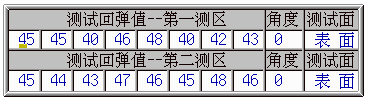 测试回弹值--第一测区 角度 测试面
45 45 40 46 48 40 42 43 0 表 面
测试回弹值--第二测区 角度 测试面
45 44 43 47 46 45 48 46 0 表 面